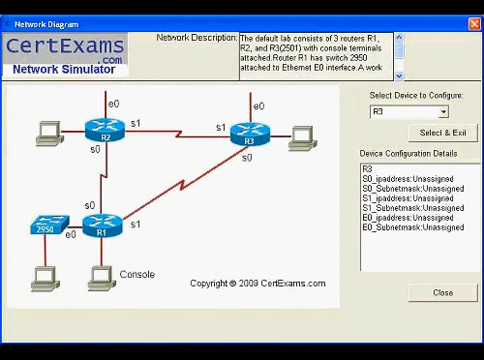 Network Diagram
CertExams
.com
Network Simulator
Network Description:
The default lab consists of 3 routers R1,
R2, and R3(2501) with console terminals
attached.Router R1 has switch 2950
attached to Ethernet E0 interface.A work
Select Device to Configure:
R3
Select & Exit
Device Configuration Details
R3
S0_ipaddress:Unassigned
S0_Subnetmask:Unassigned
S1_ipaddress:Unassigned
S1_Subnetmask:Unassigned
E0_ipaddress:Unassigned
E0_Subnetmask:Unassigned
Close
e0
e0
s1
s1
R2
R3
s0
s0
s0
2950
e0
R1
s1
Console
Copyright © 2009 CertExams.com